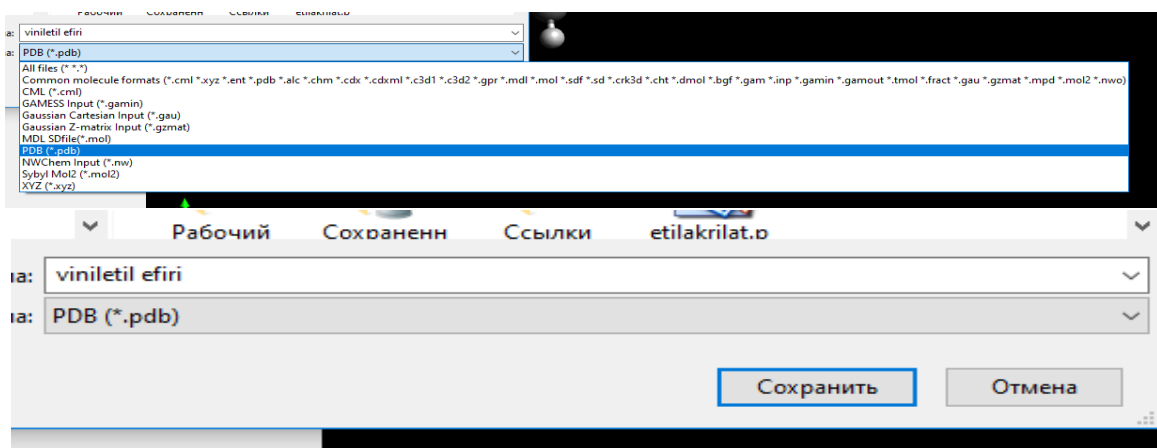 Рабочий Сохраненн Ссылки etilakrilat.p
на: viniletil efiri
на: PDB (*.pdb)
All files (* *.*)
Common molecule formats (*.cml *.xyz *.ent *.pdb *.alc *.chm *.cdx *.cdxml *.c3d1 *.c3d2 *.gpr *.mdl *.mol *.sdf *.sd *.crk3d *.cht *.dmol *.bgf *.gam *.inp *.gamin *.gamout *.tmol *.fract *.gau *.gzmat *.mpd *.mol2 *.nwo)
CML (*.cml)
GAMESS Input (*.gamin)
Gaussian Cartesian Input (*.gau)
Gaussian Z-matrix Input (*.gzmat)
MDL SDfile(*.mol)
PDB (*.pdb)
NWChem Input (*.nw)
Sybyl Mol2 (*.mol2)
XYZ (*.xyz)
Рабочий Сохраненн Ссылки etilakrilat.p
на: viniletil efiri
на: PDB (*.pdb)
Сохранить Отмена